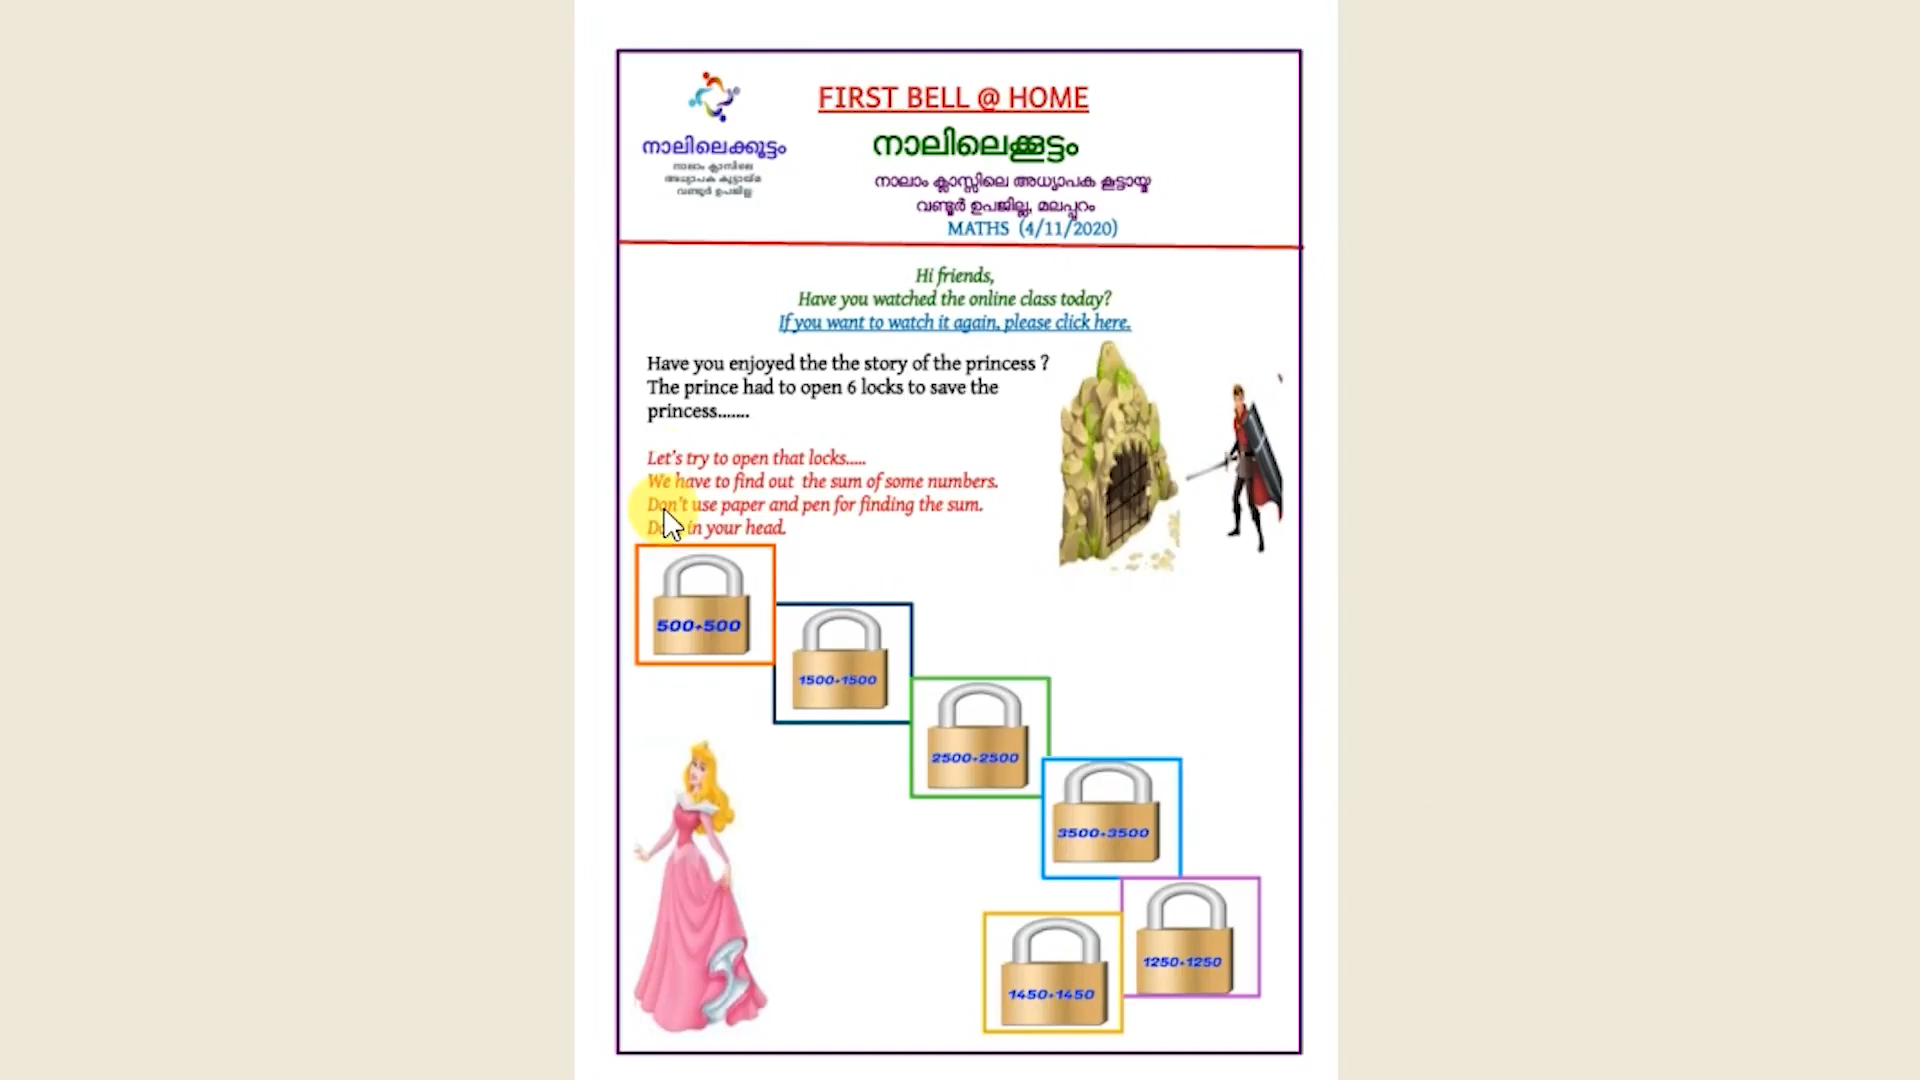 FIRST BELL @ HOME
നാലിലെക്കൂട്ടം
നാലിലെക്കൂട്ടം
നാലാം ക്ലാസിലെ
അധ്യാപക കൂട്ടായ്മ
വണ്ടൂർ ഉപജില്ല
നാലാം ക്ലാസ്സിലെ അധ്യാപക കൂട്ടായ്മ
വണ്ടൂർ ഉപജില്ല, മലപ്പുറം
MATHS (4/11/2020)
Hi friends,
Have you watched the online class today?
If you want to watch it again, please click here.
Have you enjoyed the the story of the princess ?
The prince had to open 6 locks to save the
princess.......
Let's try to open that locks.....
We have to find out the sum of some numbers.
Don't use paper and pen for finding the sum.
in your head.
500+500
1500+1500
2500+2500
3500+3500
1250+1250
1450+1450